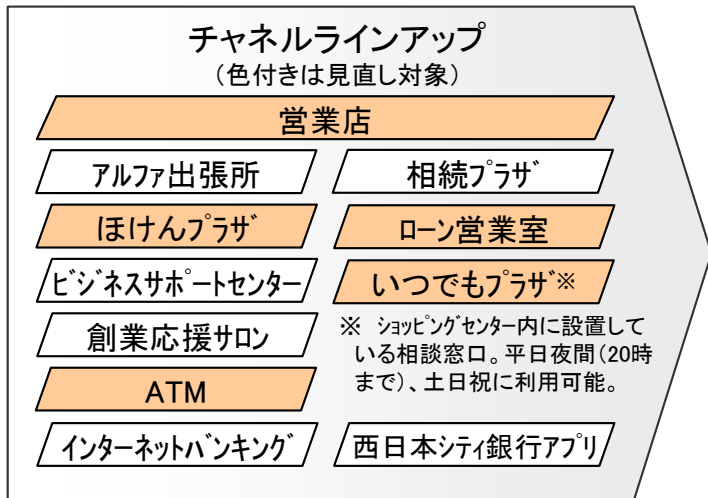 チャネルラインアップ
（色付きは見直し対象）
営業店
アルファ出張所
相続プラザ
ほけんプラザ
ローン営業室
ビジネスサポートセンター
いつでもプラザ※
創業応援サロン
※ ショッピングセンター内に設置して
いる相談窓口。平日夜間（20時
まで）、土日祝に利用可能。
ATM
インターネットバンキング
西日本シティ銀行アプリ